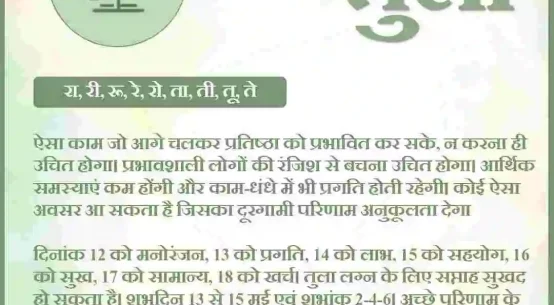 तुला
रा, री, रू, रे, रो, ता, ती, तू, ते
ऐसा काम जो आगे चलकर प्रतिष्ठा को प्रभावित कर सके, न करना ही
उचित होगा। प्रभावशाली लोगों की रंजिश से बचना उचित होगा। आर्थिक
समस्याएं कम होंगी और काम-धंधे में भी प्रगति होती रहेगी। कोई ऐसा
अवसर आ सकता है जिसका दूरगामी परिणाम अनुकूलता देगा
दिनांक 12 को मनोरंजन, 13 को प्रगति, 14 को लाभ, 15 को सहयोग, 16
को सुख, 17 को सामान्य, 18 को खर्च। तुला लग्न के लिए सप्ताह सुखद
हो सकता है। शुभदिन 13 से 15 मई एवं शुभांक 2-4-6। अच्छे परिणाम के